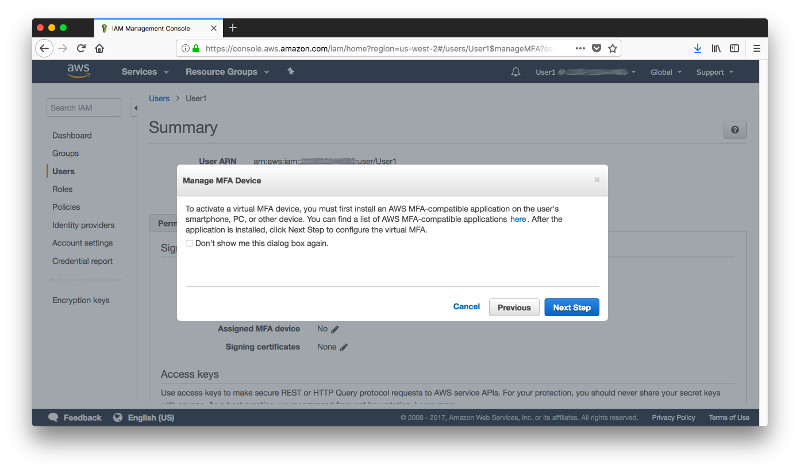 IAM Management Console
https://console.aws.amazon.com/iam/home?region=us-west-2#/users/User1$manageMFA?se
aws
Services
Resource Groups
User1 @
Global
Support
Search IAM
Dashboard
Groups
Users
Roles
Policies
Identity providers
Account settings
Credential report
Encryption keys
Users > User1
Summary
User ARN arn:aws:iam: :user/User1
Manage MFA Device
To activate a virtual MFA device, you must first install an AWS MFA-compatible application on the user's
smartphone, PC, or other device. You can find a list of AWS MFA-compatible applications here. After the
application is installed, click Next Step to configure the virtual MFA.
Don't show me this dialog box again.
Cancel
Previous
Next Step
Perm
Sig
Assigned MFA device No
Signing certificates None
Access keys
Use access keys to make secure REST or HTTP Query protocol requests to AWS service APIs. For your protection, you should never share your secret keys
Feedback
English (US)
© 2008 - 2017, Amazon Web Services, Inc. or its affiliates. All rights reserved.
Privacy Policy
Terms of Use